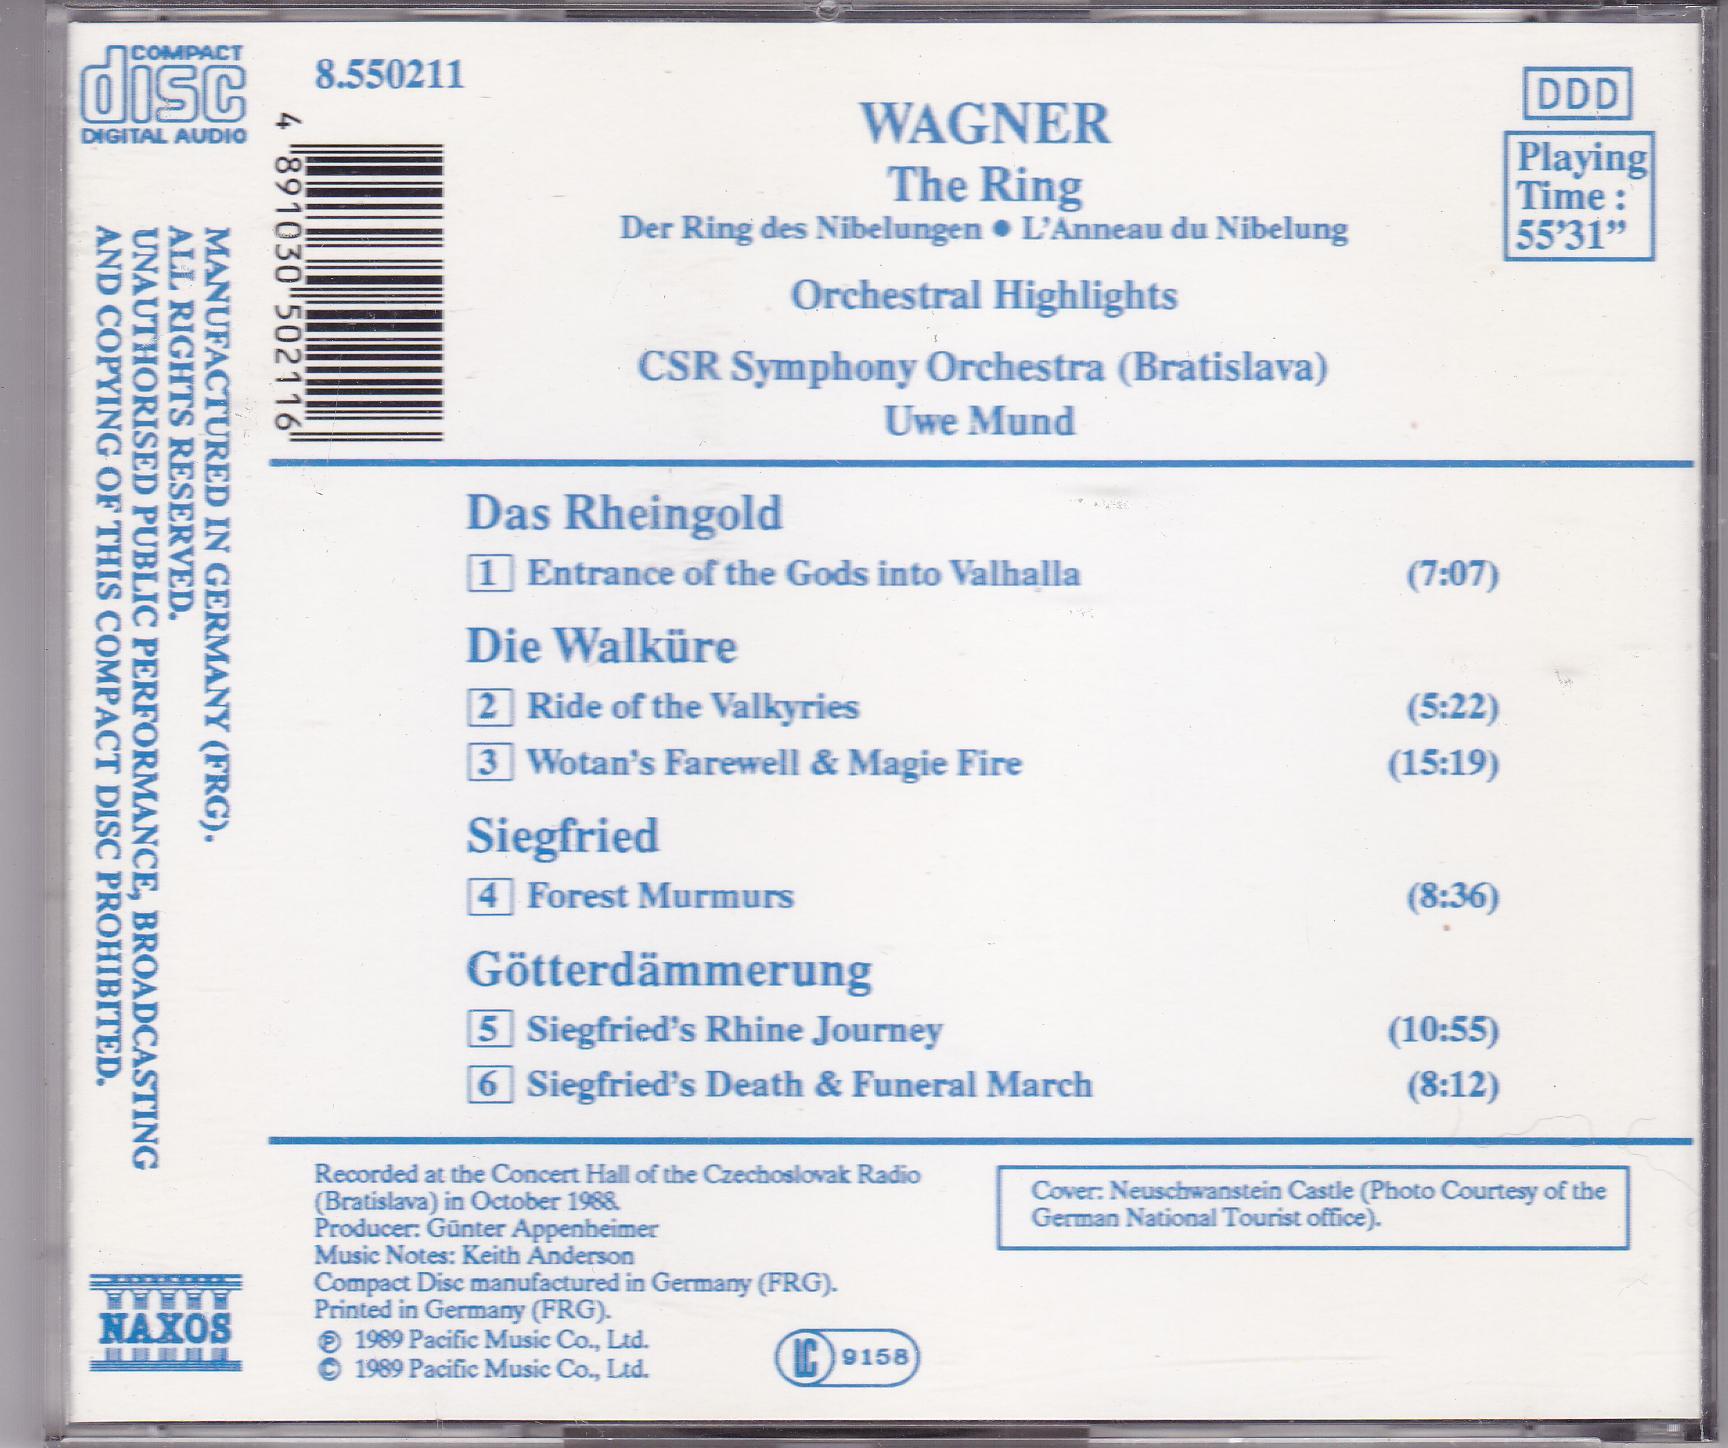 COMPACT
disc
DIGITAL AUDIO
8.550211
4 891030 502116
WAGNER
The Ring
Der Ring des Nibelungen • L'Anneau du Nibelung
Orchestral Highlights
CSR Symphony Orchestra (Bratislava)
Uwe Mund
DDD
Playing
Time :
55'31”
MANUFACTURED IN GERMANY (FRG).
ALL RIGHTS RESERVED.
UNAUTHORISED PUBLIC PERFORMANCE, BROADCASTING
AND COPYING OF THIS COMPACT DISC PROHIBITED.
Das Rheingold
1 Entrance of the Gods into Valhalla (7:07)
Die Walküre
2 Ride of the Valkyries (5:22)
3 Wotan's Farewell & Magie Fire (15:19)
Siegfried
4 Forest Murmurs (8:36)
Götterdämmerung
5 Siegfried's Rhine Journey (10:55)
6 Siegfried's Death & Funeral March (8:12)
Recorded at the Concert Hall of the Czechoslovak Radio
(Bratislava) in October 1988.
Producer: Günter Appenheimer
Music Notes: Keith Anderson
Compact Disc manufactured in Germany (FRG).
Printed in Germany (FRG).
℗ 1989 Pacific Music Co., Ltd.
© 1989 Pacific Music Co., Ltd.
Cover: Neuschwanstein Castle (Photo Courtesy of the
German National Tourist office).
LC 9158
NAXOS